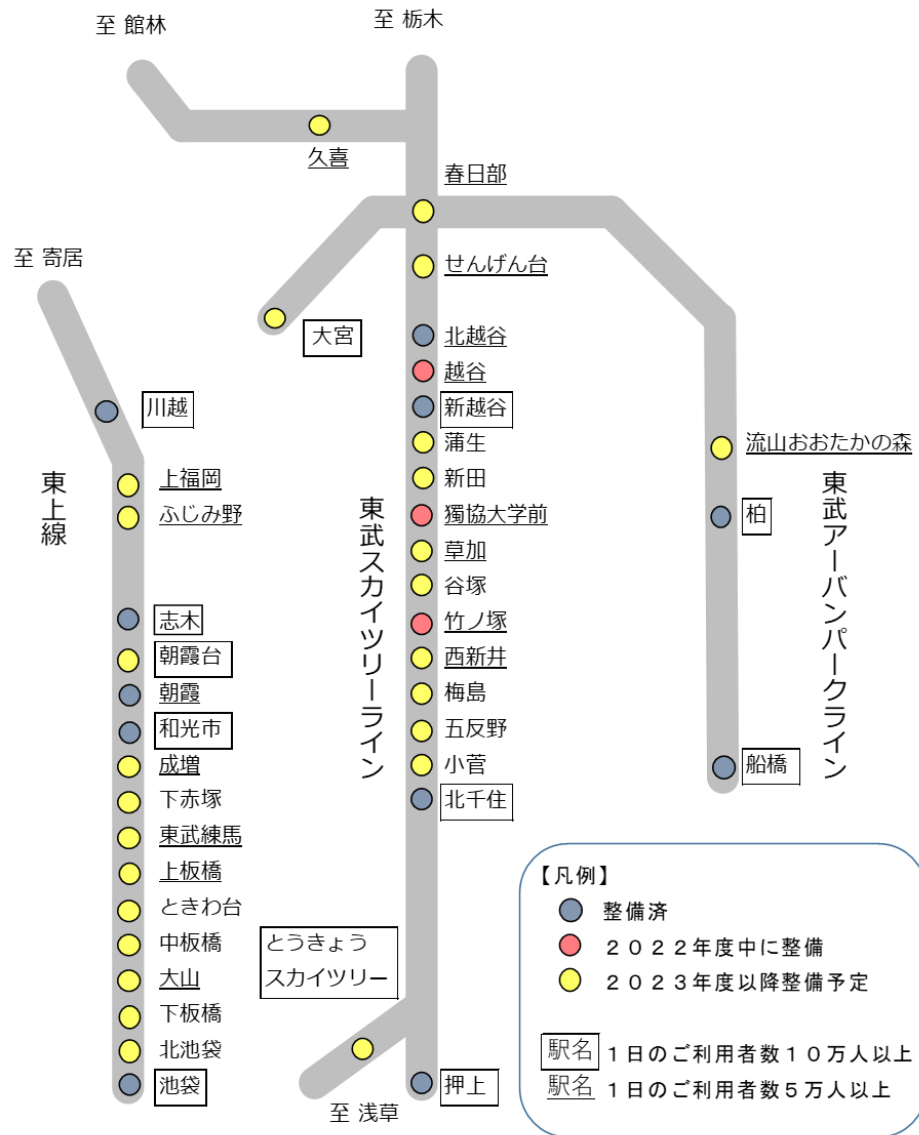 至 館林
至 栃木
久喜
春日部
至 寄居
せんげん台
大宮
北越谷
越谷
新越谷
蒲生
新田
獨協大学前
草加
谷塚
竹ノ塚
西新井
梅島
五反野
小菅
北千住
とうきょう
スカイツリー
至 浅草
押上
東武スカイツリーライン
川越
上福岡
ふじみ野
志木
朝霞台
朝霞
和光市
成増
下赤塚
東武練馬
上板橋
ときわ台
中板橋
大山
下板橋
北池袋
池袋
東上線
流山おおたかの森
柏
船橋
東武アーバンパークライン
【凡例】
整備済
２０２２年度中に整備
２０２３年度以降整備予定
駅名 １日のご利用者数１０万人以上
駅名 １日のご利用者数５万人以上